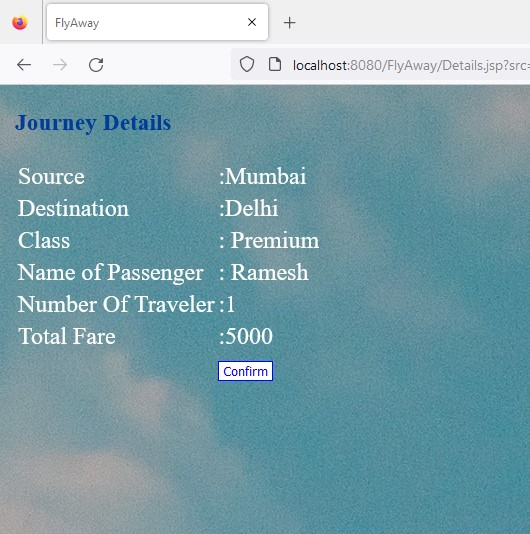 FlyAway
localhost:8080/FlyAway/Details.jsp?src=
Journey Details
Source :Mumbai
Destination :Delhi
Class : Premium
Name of Passenger : Ramesh
Number Of Traveler :1
Total Fare :5000
Confirm